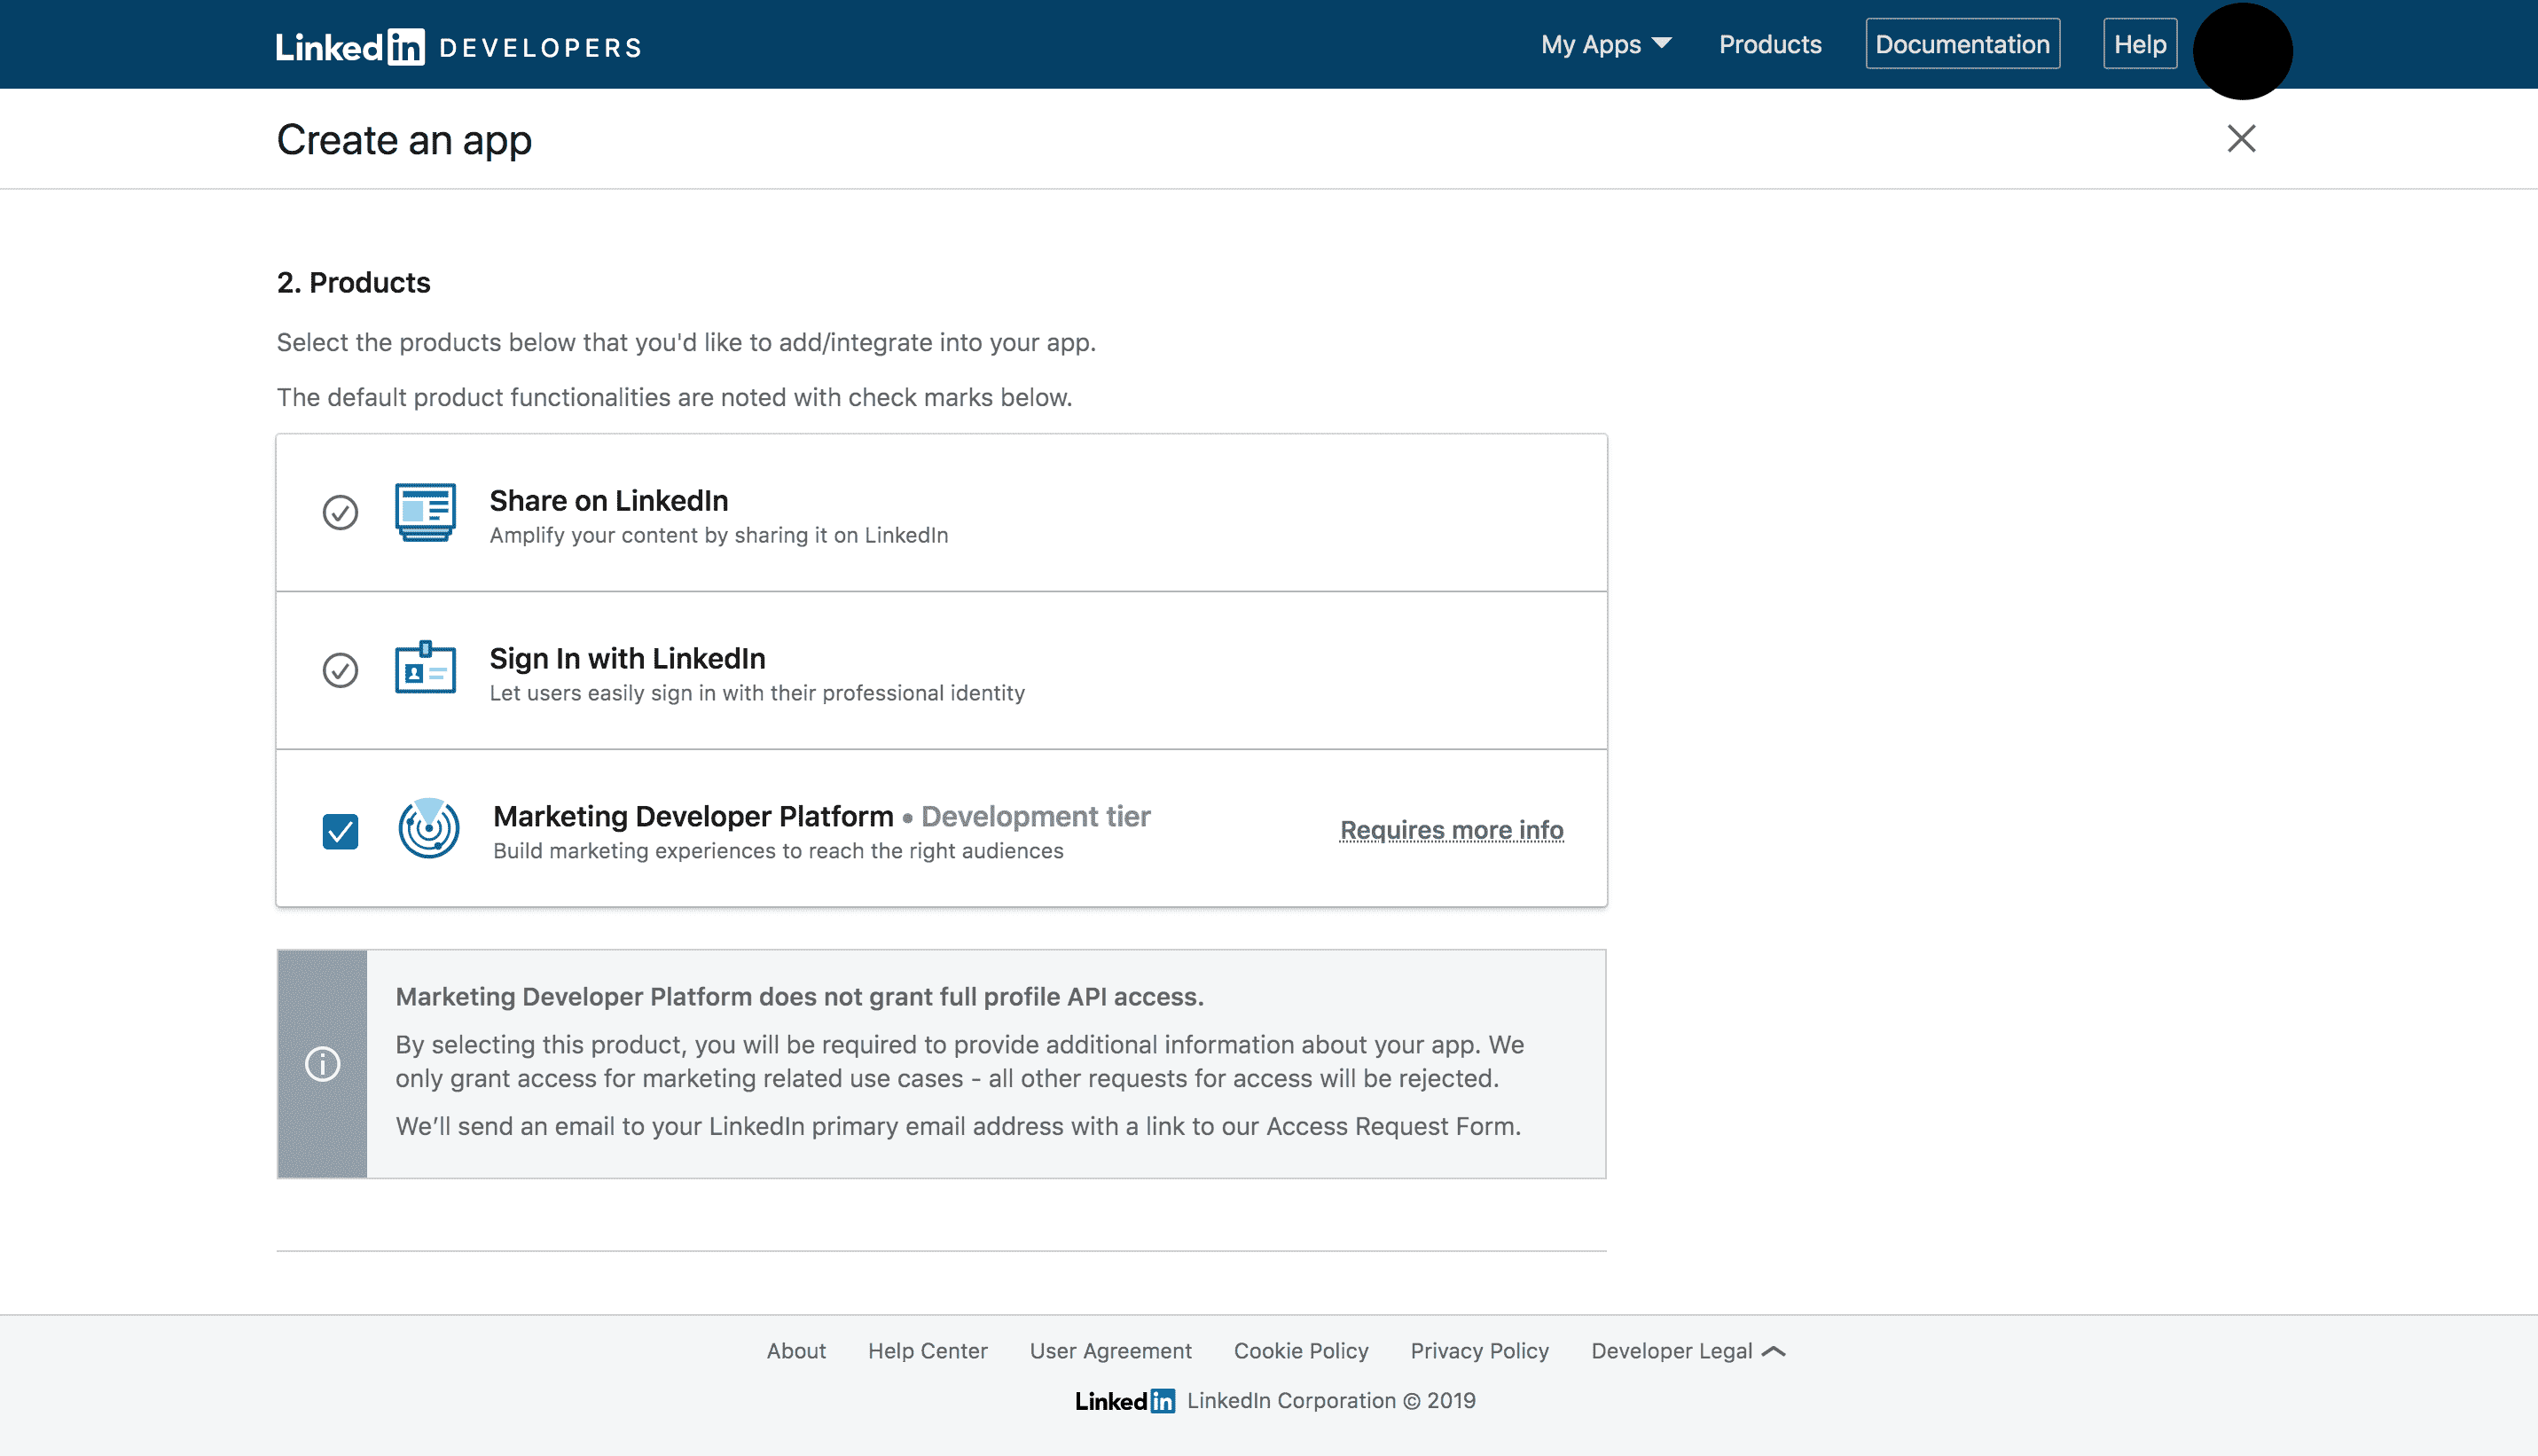 LinkedIn DEVELOPERS
My Apps Products Documentation Help
Create an app
2. Products
Select the products below that you'd like to add/integrate into your app.
The default product functionalities are noted with check marks below.
Share on LinkedIn
Amplify your content by sharing it on LinkedIn
Sign In with LinkedIn
Let users easily sign in with their professional identity
Marketing Developer Platform • Development tier
Build marketing experiences to reach the right audiences
Requires more info
Marketing Developer Platform does not grant full profile API access.
By selecting this product, you will be required to provide additional information about your app. We
only grant access for marketing related use cases - all other requests for access will be rejected.
We’ll send an email to your LinkedIn primary email address with a link to our Access Request Form.
About Help Center User Agreement Cookie Policy Privacy Policy Developer Legal
LinkedIn LinkedIn Corporation © 2019